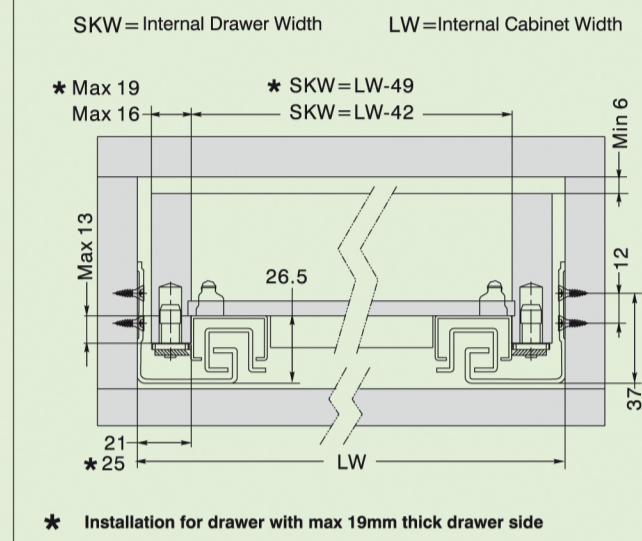 SKW=Internal Drawer Width LW=Internal Cabinet Width
* Max 19 * SKW=LW-49
Max 16 SKW=LW-42
Min 6
Max 13
26.5
12
37
21
* 25 LW
* Installation for drawer with max 19mm thick drawer side